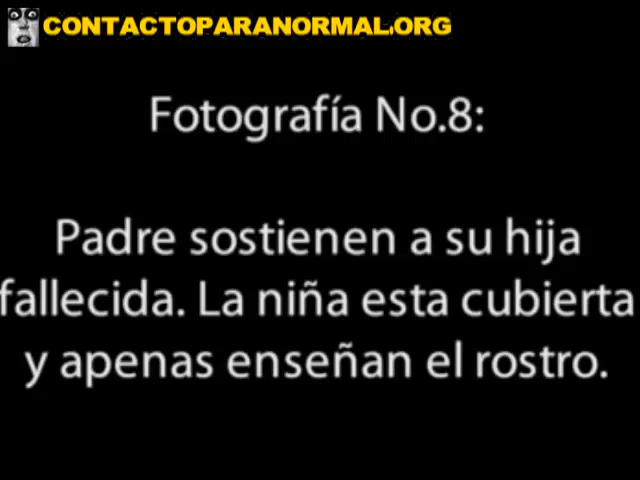 CONTACTOPARANORMAL.ORG
Fotografía No.8:
Padre sostienen a su hija
fallecida. La niña esta cubierta
y apenas enseñan el rostro.